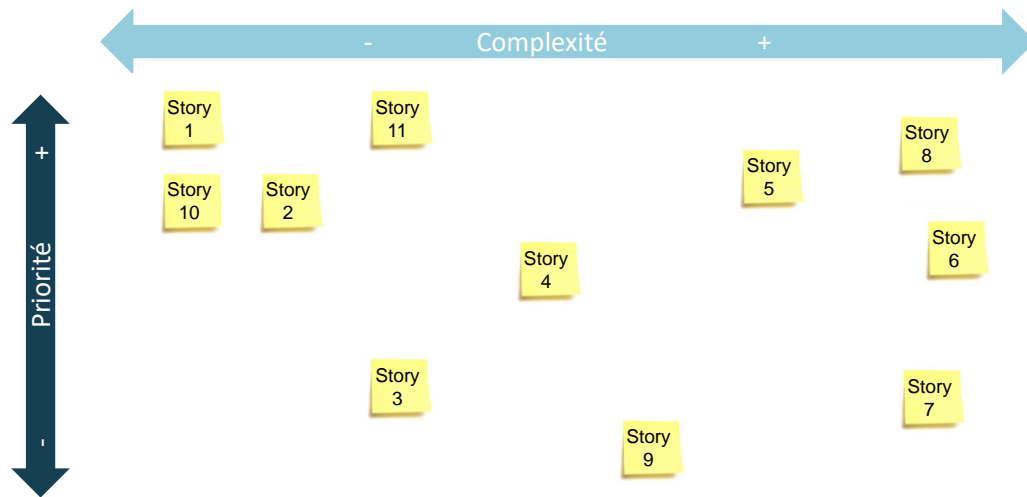 - Complexité +
+
Priorité
-
Story
1
Story
11
Story
8
Story
5
Story
10
Story
2
Story
6
Story
4
Story
3
Story
7
Story
9